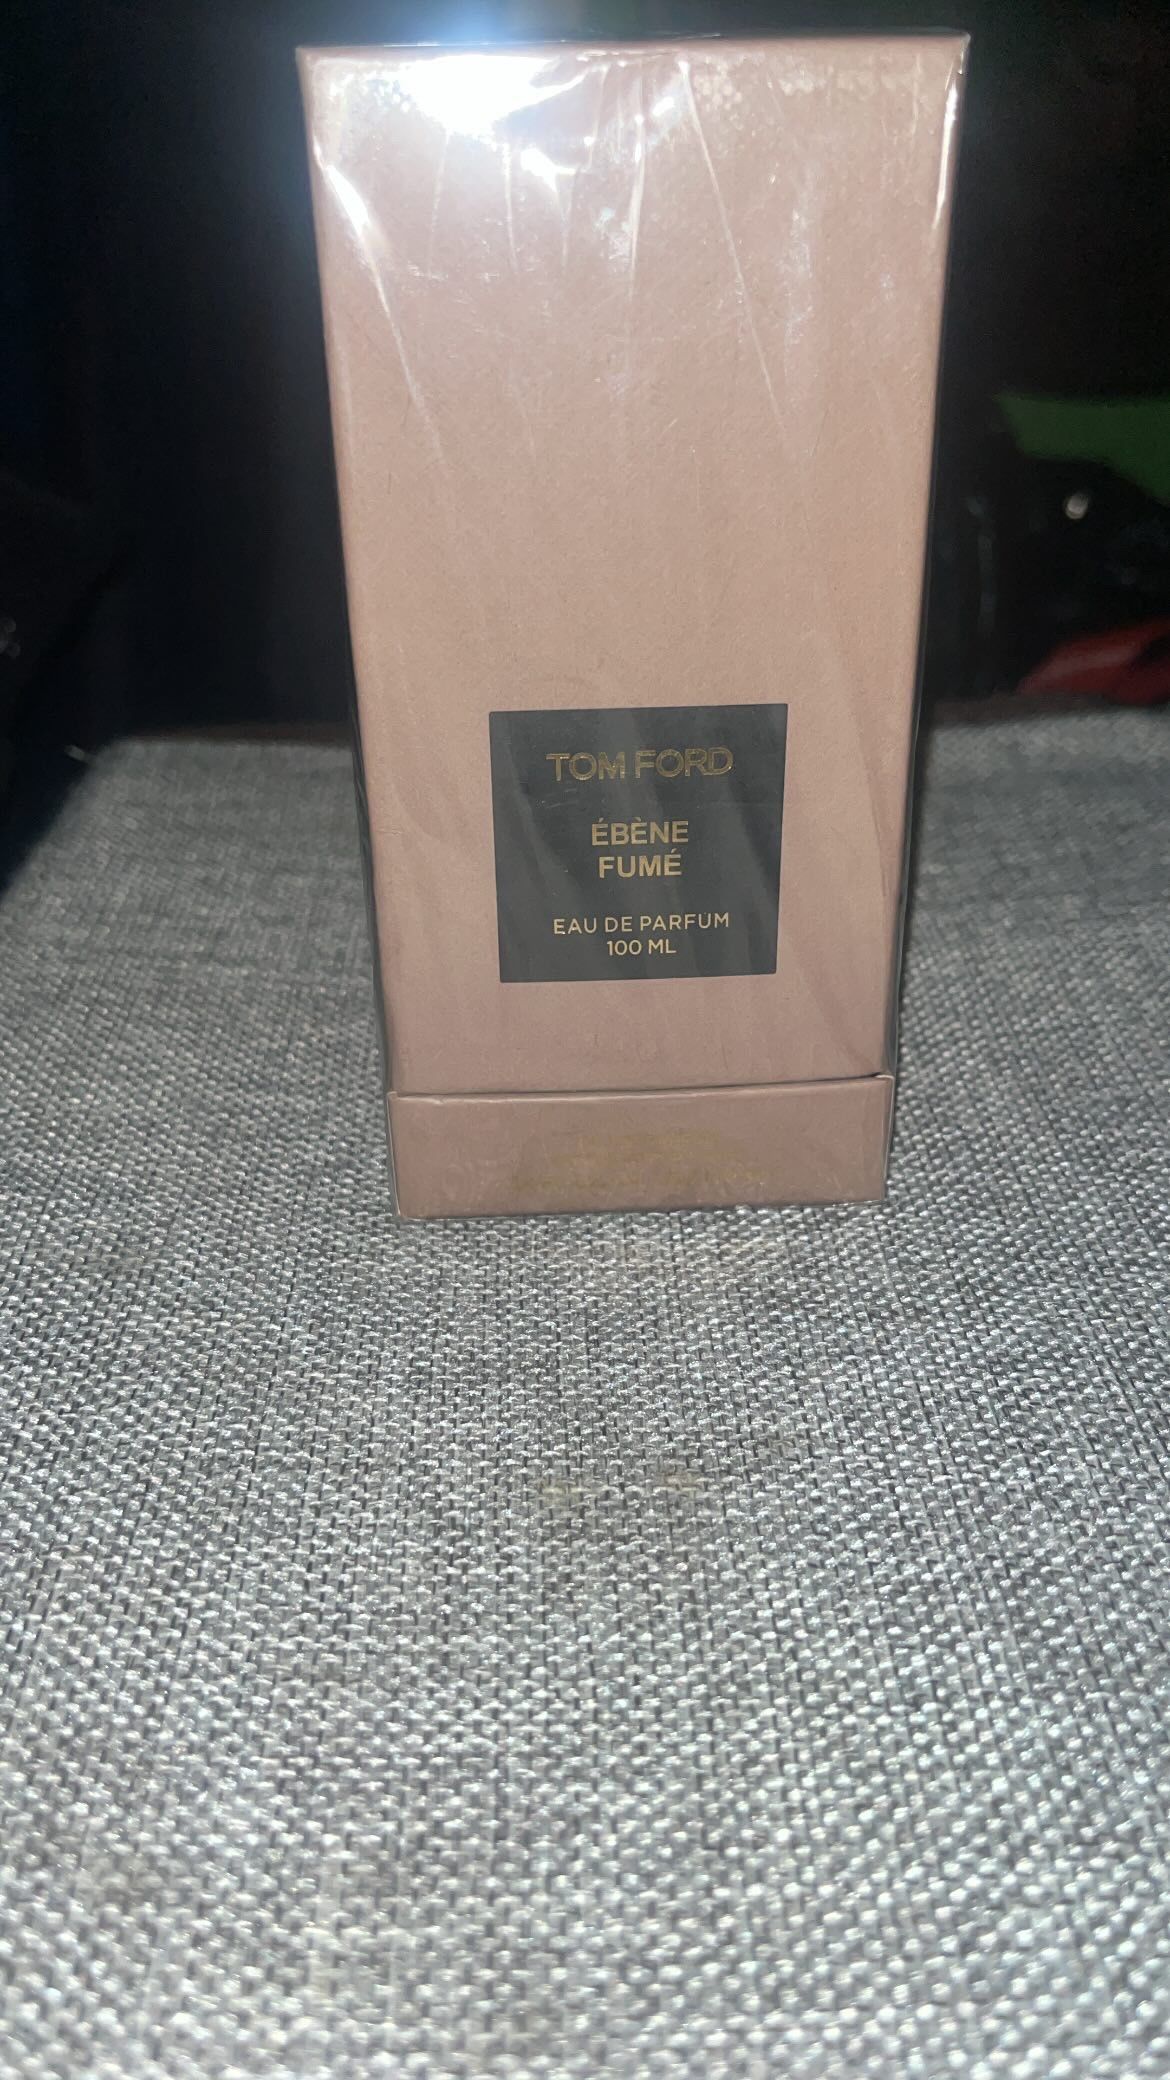 TOM FORD
ÉBÈNE
FUMÉ
EAU DE PARFUM
100 ML